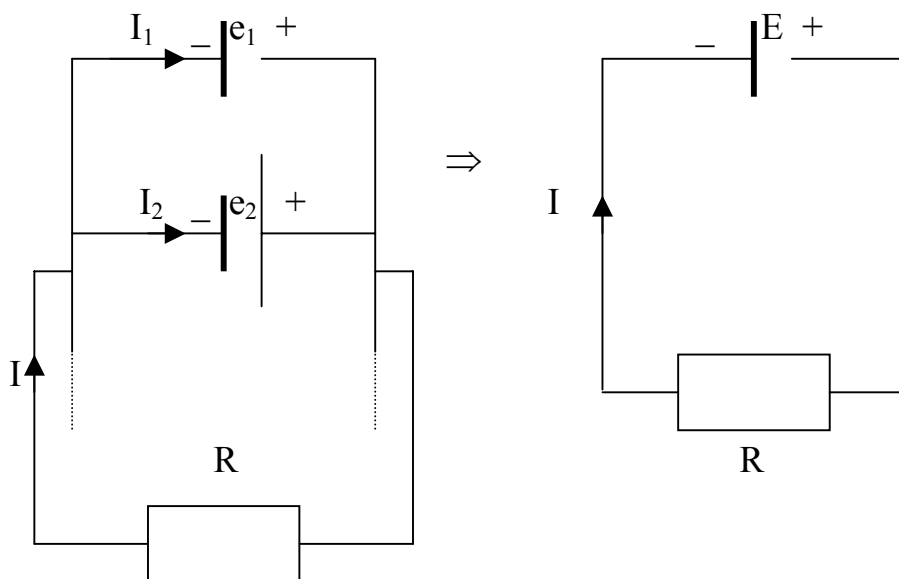 I₁ − e₁ +
I₂ − e₂ +
I
R
⇒
− E +
I
R